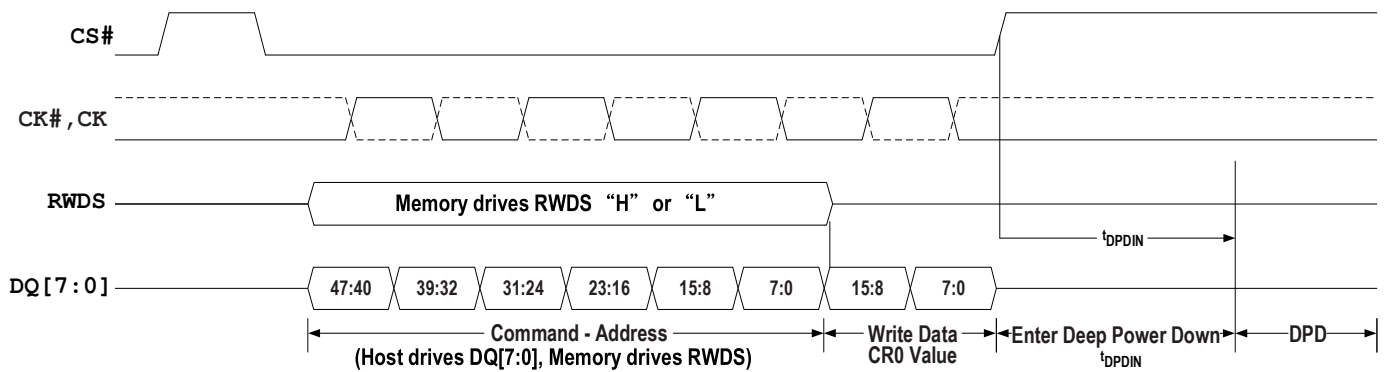 CS#
CK#,CK
RWDS
Memory drives RWDS “H” or “L”
tDPDIN
DQ[7:0]
47:40 39:32 31:24 23:16 15:8 7:0 15:8 7:0
Command - Address
(Host drives DQ[7:0], Memory drives RWDS)
Write Data
CR0 Value
Enter Deep Power Down
tDPDIN
DPD